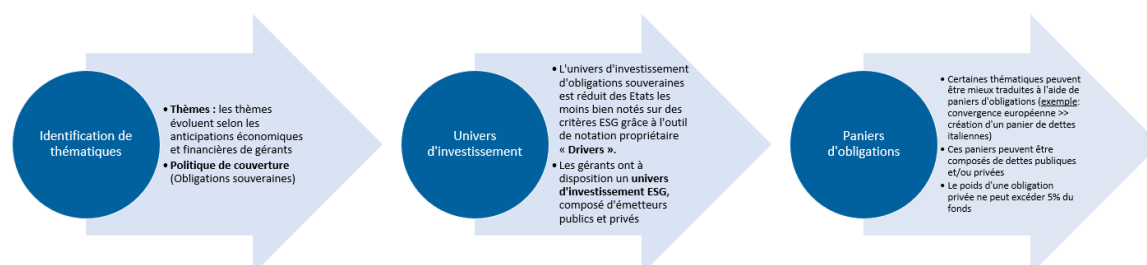 Identification de
thématiques
• Thèmes : les thèmes
évoluent selon les
anticipations économiques
et financières de gérants
• Politique de couverture
(Obligations souveraines)
Univers
d'investissement
• L'univers d'investissement
d'obligations souveraines
est réduit des Etats les
moins bien notés sur des
critères ESG grâce à l'outil
de notation propriétaire
« Drivers ».
• Les gérants ont à
disposition un univers
d'investissement ESG,
composé d'émetteurs
publics et privés
Paniers
d'obligations
• Certaines thématiques peuvent
être mieux traduites à l'aide de
paniers d'obligations (exemple:
convergence européenne >>
création d'un panier de dettes
italiennes)
• Ces paniers peuvent être
composés de dettes publiques
et/ou privées
• Le poids d'une obligation
privée ne peut excéder 5% du
fonds